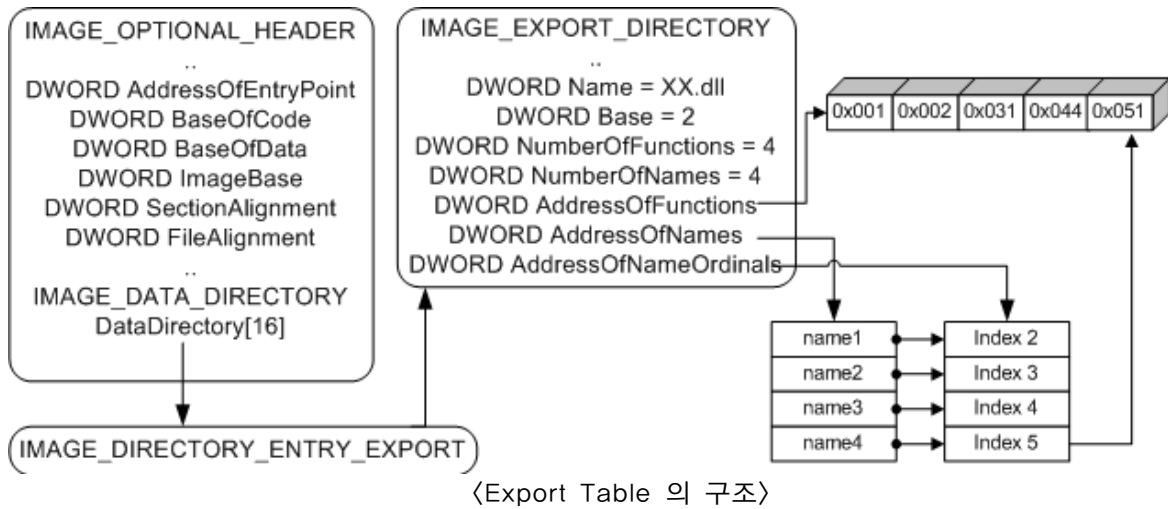 IMAGE_OPTIONAL_HEADER
..
DWORD AddressOfEntryPoint
DWORD BaseOfCode
DWORD BaseOfData
DWORD ImageBase
DWORD SectionAlignment
DWORD FileAlignment
..
IMAGE_DATA_DIRECTORY
DataDirectory[16]
IMAGE_DIRECTORY_ENTRY_EXPORT
IMAGE_EXPORT_DIRECTORY
..
DWORD Name = XX.dll
DWORD Base = 2
DWORD NumberOfFunctions = 4
DWORD NumberOfNames = 4
DWORD AddressOfFunctions
DWORD AddressOfNames
DWORD AddressOfNameOrdinals
0x001 0x002 0x031 0x044 0x051
name1 Index 2
name2 Index 3
name3 Index 4
name4 Index 5
〈Export Table 의 구조〉